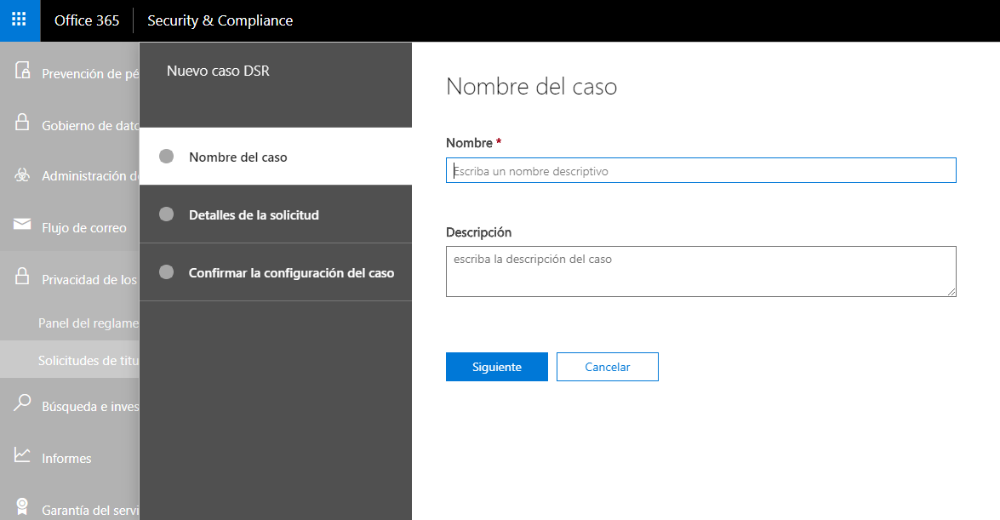 Office 365
Security & Compliance
Prevención de pé
Gobierno de dato
Administración de
Flujo de correo
Privacidad de los
Panel del reglame
Solicitudes de titu
Búsqueda e inves
Informes
Garantía del servi
Nuevo caso DSR
Nombre del caso
Detalles de la solicitud
Confirmar la configuración del caso
Nombre del caso
Nombre *
Escriba un nombre descriptivo
Descripción
escriba la descripción del caso
Siguiente
Cancelar